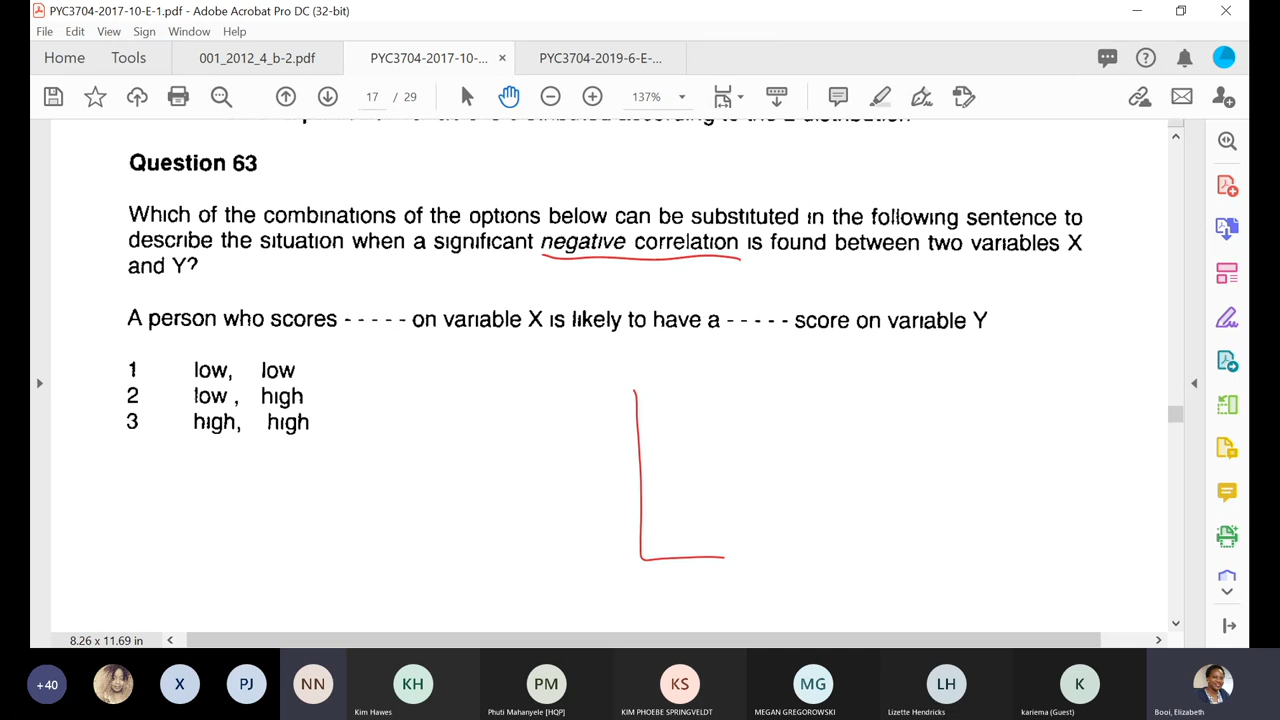 PYC3704-2017-10-E-1.pdf - Adobe Acrobat Pro DC (32-bit)
File Edit View Sign Window Help
Home Tools 001_2012_4_b-2.pdf PYC3704-2017-10-... × PYC3704-2019-6-E-...
17 / 29 137%
Question 63
Which of the combinations of the options below can be substituted in the following sentence to
describe the situation when a significant negative correlation is found between two variables X
and Y?
A person who scores - - - - - on variable X is likely to have a - - - - - score on variable Y
1 low, low
2 low , high
3 high, high
8.26 x 11.69 in
+40 X PJ NN KH PM KS MG LH K
Kim Hawes Phuti Mahanyele [HQP] KIM PHOEBE SPRINGVELDT MEGAN GREGOROWSKI Lizette Hendricks kariema (Guest) Booi, Elizabeth